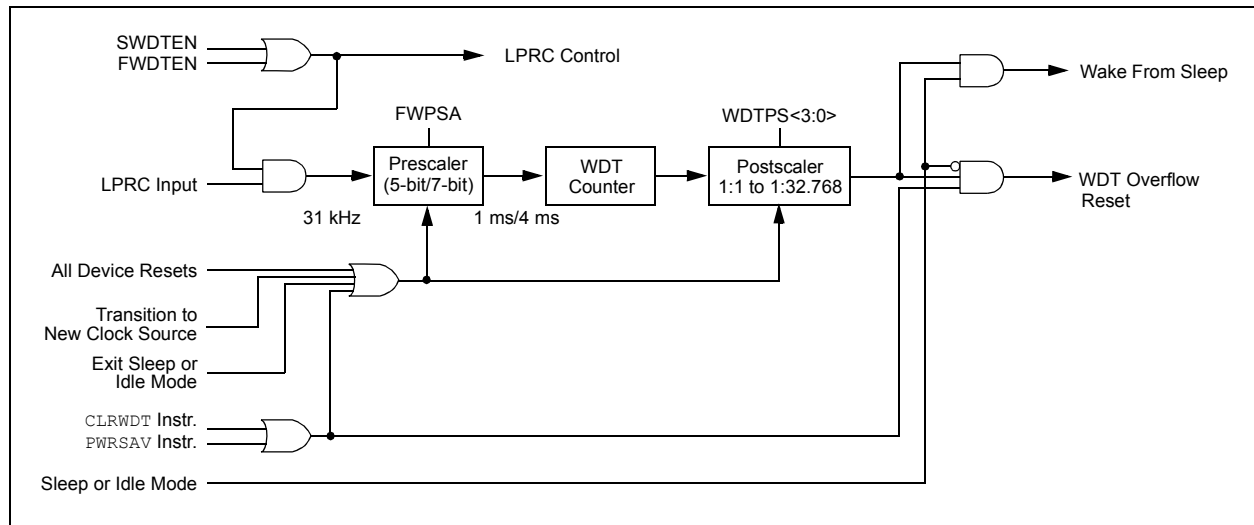 SWDTEN
FWDTEN
LPRC Control
Wake From Sleep
FWPSA
WDTPS<3:0>
LPRC Input
Prescaler
(5-bit/7-bit)
WDT
Counter
Postscaler
1:1 to 1:32.768
WDT Overflow
Reset
31 kHz
1 ms/4 ms
All Device Resets
Transition to
New Clock Source
Exit Sleep or
Idle Mode
CLRWDT Instr.
PWRSAV Instr.
Sleep or Idle Mode